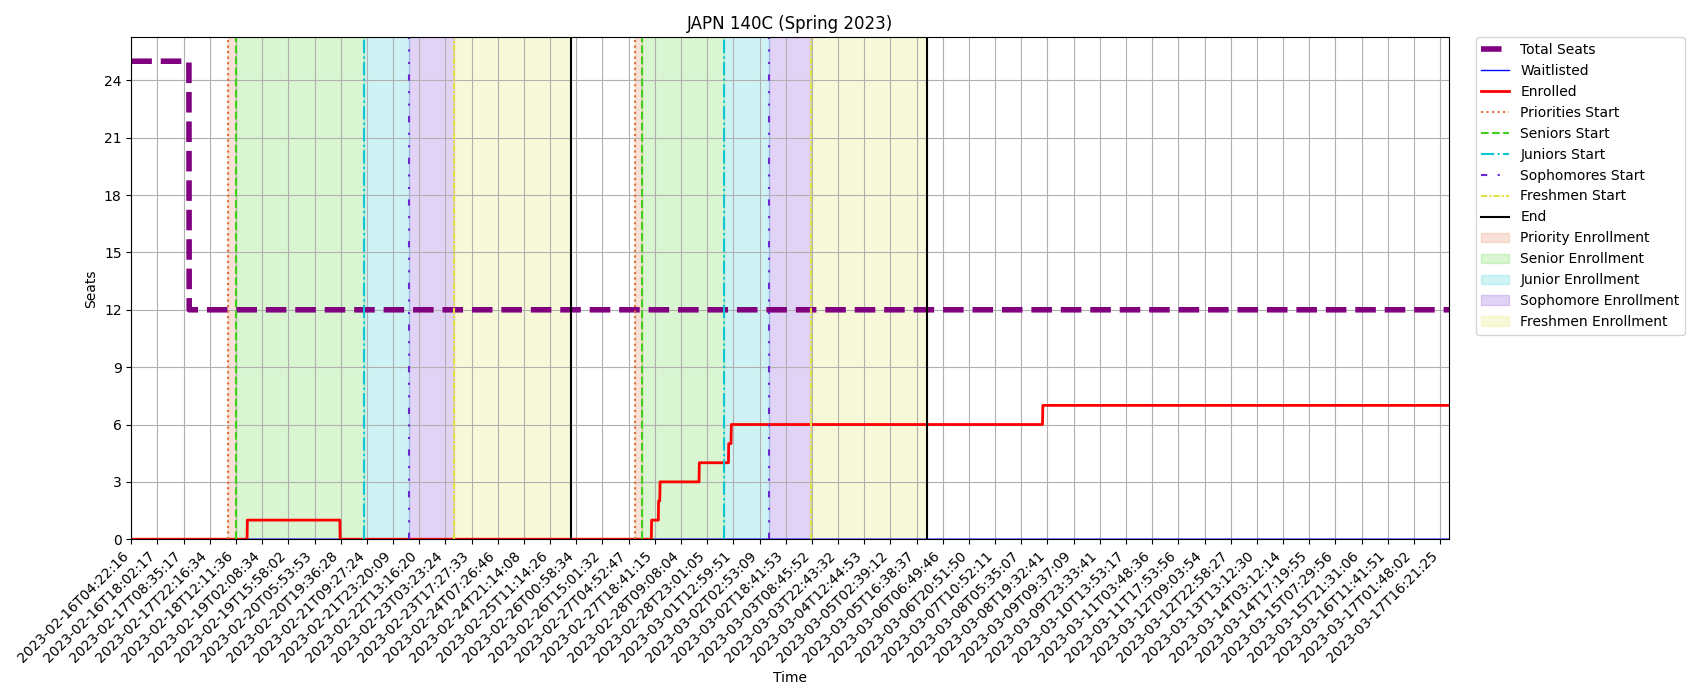 JAPN 140C (Spring 2023)
Seats
24
21
18
15
12
9
6
3
0
2023-02-16T04:22:16
2023-02-16T18:02:17
2023-02-17T08:35:17
2023-02-17T22:16:34
2023-02-18T12:11:36
2023-02-19T02:08:34
2023-02-19T15:58:02
2023-02-20T05:53:53
2023-02-20T19:36:28
2023-02-21T09:27:24
2023-02-21T23:20:09
2023-02-22T13:16:20
2023-02-23T03:23:24
2023-02-23T17:27:33
2023-02-24T07:26:46
2023-02-24T21:14:08
2023-02-25T11:14:26
2023-02-26T00:58:34
2023-02-26T15:01:32
2023-02-27T04:52:47
2023-02-27T18:41:15
2023-02-28T09:08:04
2023-02-28T23:01:05
2023-03-01T12:59:51
2023-03-02T02:53:09
2023-03-02T18:41:53
2023-03-03T08:45:52
2023-03-03T22:43:32
2023-03-04T12:44:53
2023-03-05T02:39:12
2023-03-05T16:38:37
2023-03-06T06:49:46
2023-03-06T20:51:50
2023-03-07T10:52:11
2023-03-08T05:35:07
2023-03-08T19:32:41
2023-03-09T09:37:09
2023-03-09T23:33:41
2023-03-10T13:53:17
2023-03-11T03:48:36
2023-03-11T17:53:56
2023-03-12T09:03:54
2023-03-12T22:58:27
2023-03-13T13:12:30
2023-03-14T03:12:14
2023-03-14T17:19:55
2023-03-15T07:29:56
2023-03-15T21:31:06
2023-03-16T11:41:51
2023-03-17T01:48:02
2023-03-17T16:21:25
Time
Total Seats
Waitlisted
Enrolled
Priorities Start
Seniors Start
Juniors Start
Sophomores Start
Freshmen Start
End
Priority Enrollment
Senior Enrollment
Junior Enrollment
Sophomore Enrollment
Freshmen Enrollment